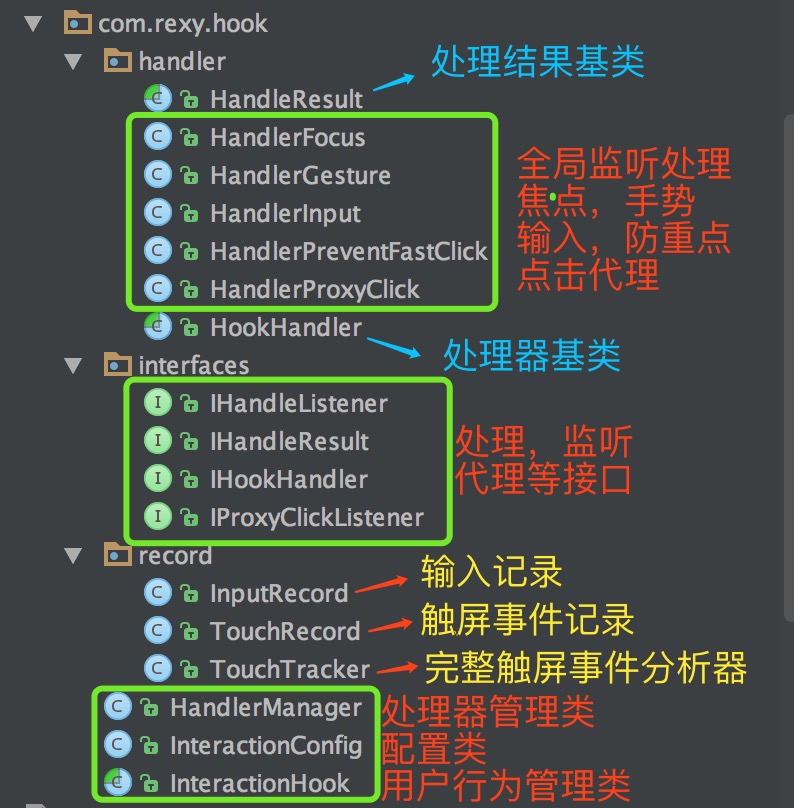 com.rexy.hook
handler
处理结果基类
HandleResult
HandlerFocus
HandlerGesture
HandlerInput
HandlerPreventFastClick
HandlerProxyClick
全局监听处理
焦点，手势
输入，防重点
点击代理
HookHandler
处理器基类
interfaces
IHandleListener
IHandleResult
IHookHandler
IProxyClickListener
处理，监听
代理等接口
record
InputRecord
输入记录
TouchRecord
触屏事件记录
TouchTracker
完整触屏事件分析器
HandlerManager
处理器管理类
InteractionConfig
配置类
InteractionHook
用户行为管理类